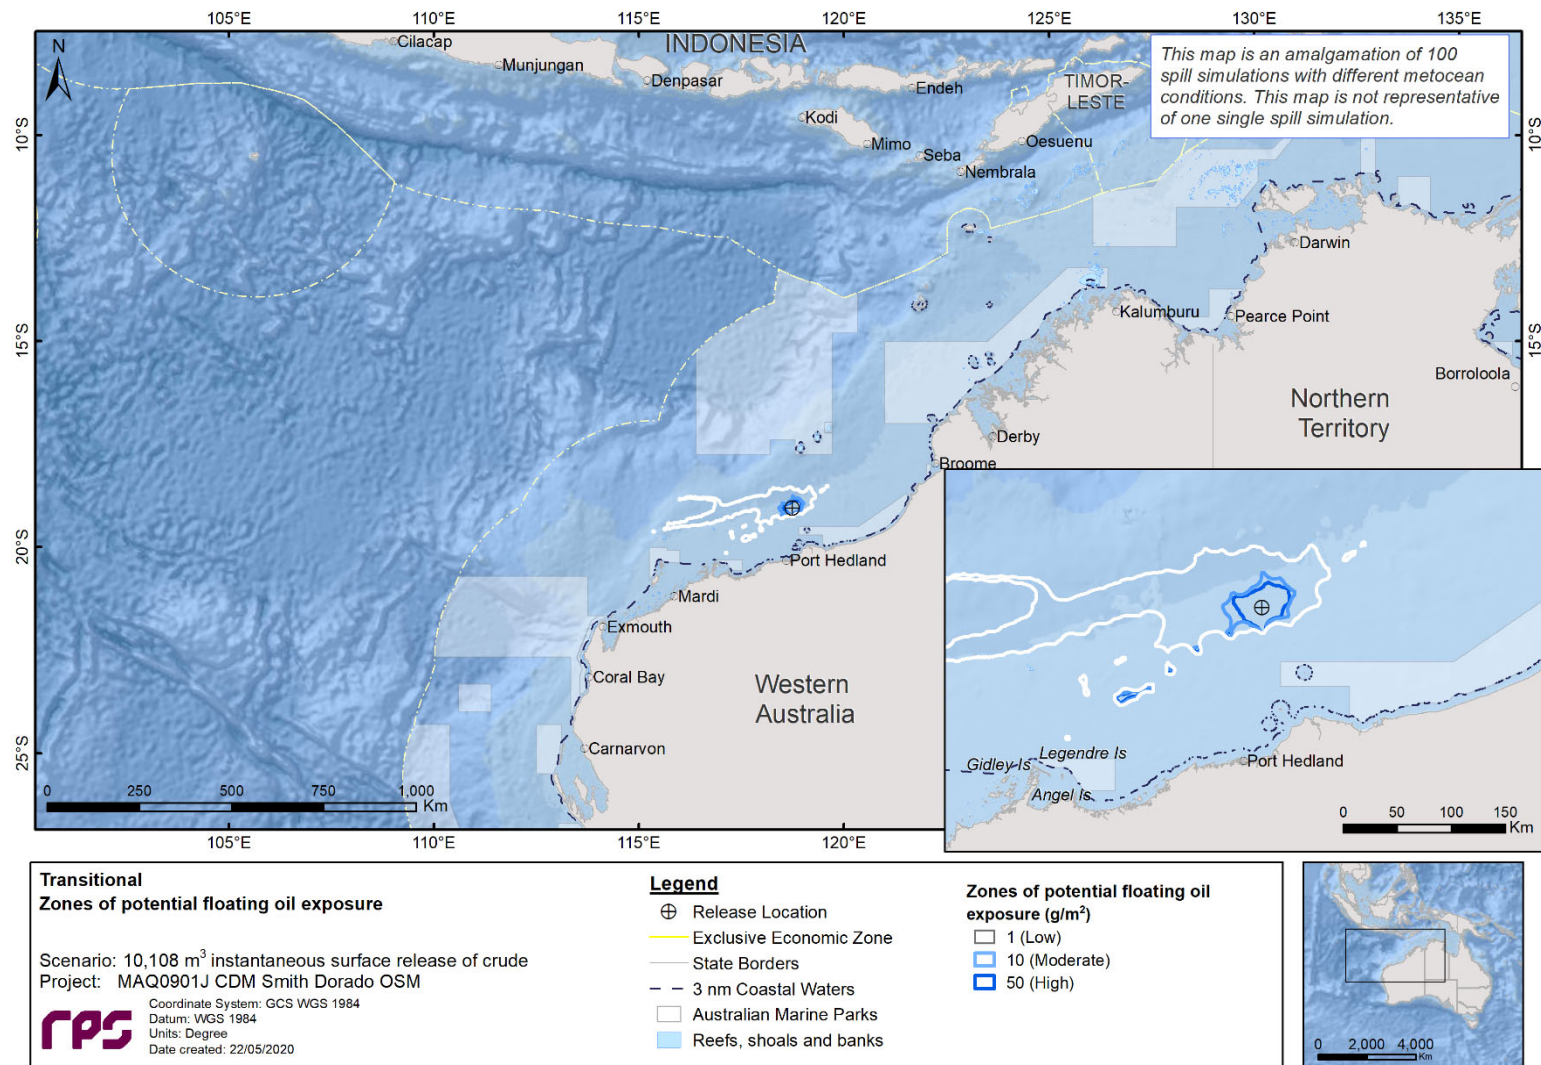 105°E 110°E 115°E 120°E 125°E 130°E 135°E
N
Cilacap
INDONESIA
Munjungan
Denpasar
Endeh
TIMOR-
LESTE
This map is an amalgamation of 100
spill simulations with different metocean
conditions. This map is not representative
of one single spill simulation.
10°S
10°S
Kodi
Mimo
Seba
Oesuenu
Nembrala
Darwin
Kalumburu
Pearce Point
15°S
15°S
Borroloola
Northern
Territory
Derby
Broome
20°S
Port Hedland
Mardi
Exmouth
Coral Bay
Western
Australia
25°S
Carnarvon
0 250 500 750 1,000
Km
Legendre Is
Gidley Is
Angel Is
Port Hedland
0 50 100 150
Km
105°E 110°E 115°E 120°E
Transitional
Zones of potential floating oil exposure
Scenario: 10,108 m³ instantaneous surface release of crude
Project: MAQ0901J CDM Smith Dorado OSM
rps
Coordinate System: GCS WGS 1984
Datum: WGS 1984
Units: Degree
Date created: 22/05/2020
Legend
Release Location
Exclusive Economic Zone
State Borders
3 nm Coastal Waters
Australian Marine Parks
Reefs, shoals and banks
Zones of potential floating oil
exposure (g/m²)
1 (Low)
10 (Moderate)
50 (High)
0 2,000 4,000
Km